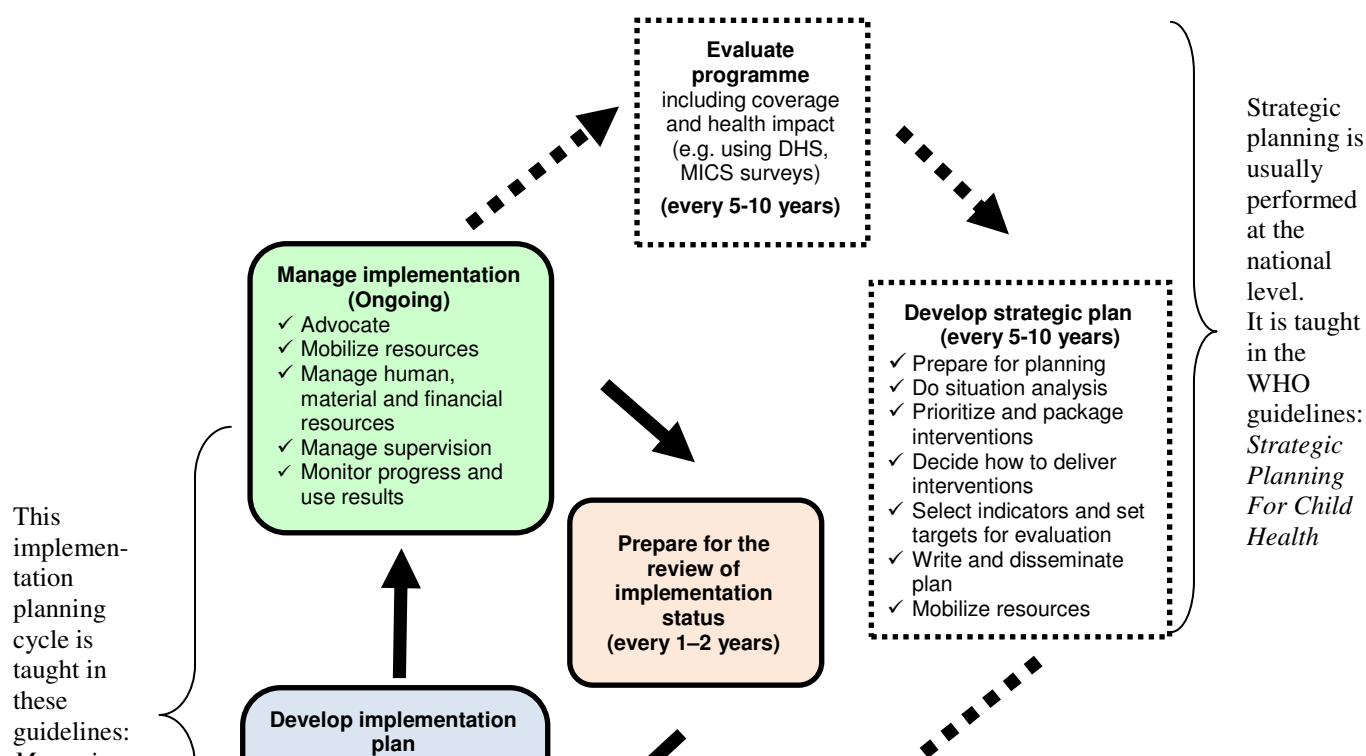 Evaluate
programme
including coverage
and health impact
(e.g. using DHS,
MICS surveys)
(every 5-10 years)
Strategic
planning is
usually
performed
at the
national
level.
It is taught
in the
WHO
guidelines:
Strategic
Planning
For Child
Health
Manage implementation
(Ongoing)
✓ Advocate
✓ Mobilize resources
✓ Manage human,
material and financial
resources
✓ Manage supervision
✓ Monitor progress and
use results
Develop strategic plan
(every 5-10 years)
✓ Prepare for planning
✓ Do situation analysis
✓ Prioritize and package
interventions
✓ Decide how to deliver
interventions
✓ Select indicators and set
targets for evaluation
✓ Write and disseminate
plan
✓ Mobilize resources
This
implemen-
tation
planning
cycle is
taught in
these
guidelines:
Prepare for the
review of
implementation
status
(every 1–2 years)
Develop implementation
plan